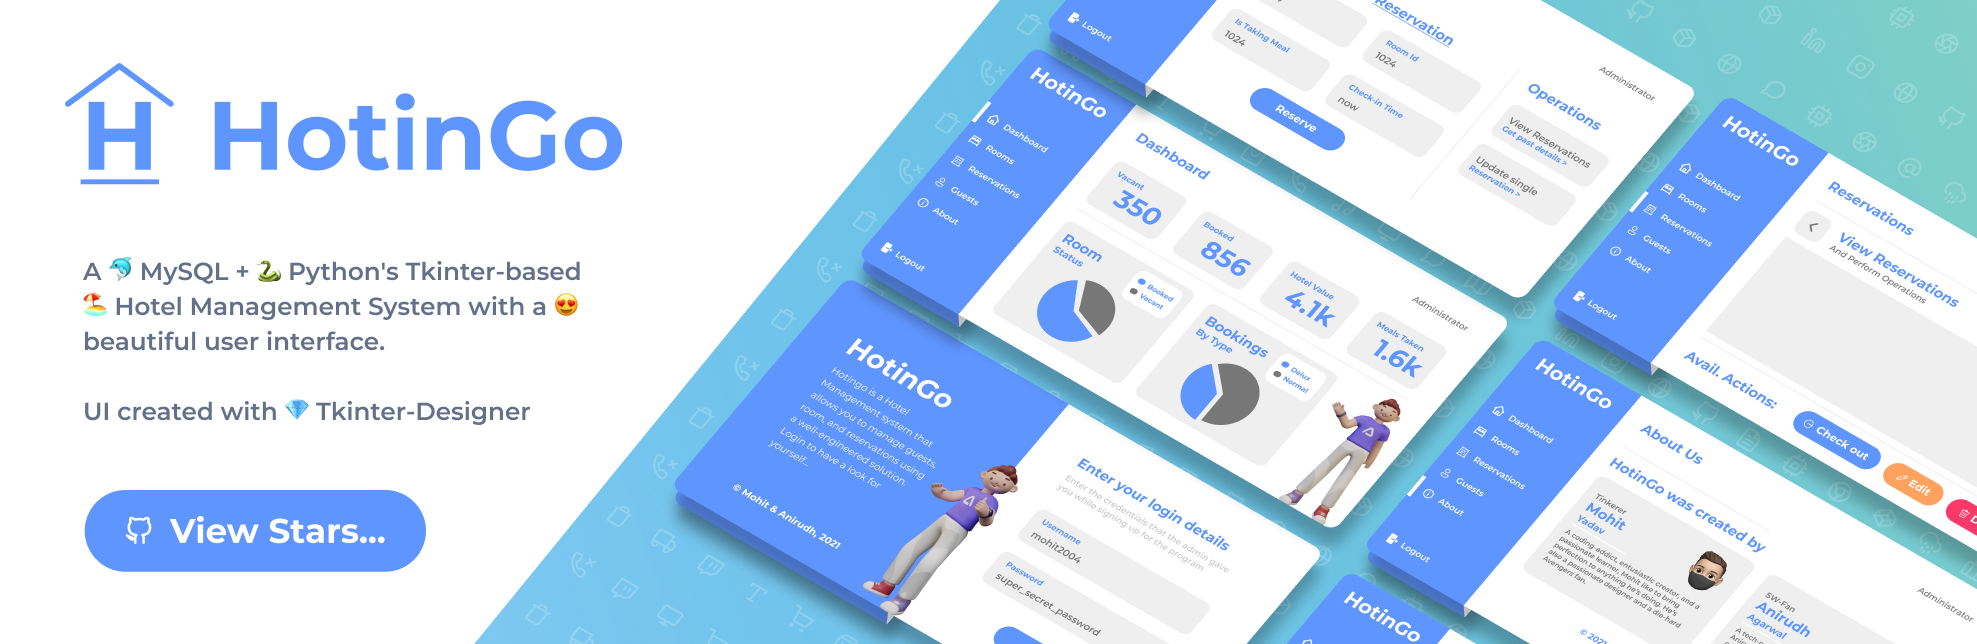 H HotinGo
A 🐬 MySQL + 🐍 Python's Tkinter-based
🏖️ Hotel Management System with a 😍
beautiful user interface.
UI created with 💎 Tkinter-Designer
View Stars...
Logout
Reservation
Is Taking Meal
1024
Room Id
1024
Check-in Time
now
Reserve
Administrator
Operations
View Reservations
Get past details >
Update single
Reservation >
HotinGo
Dashboard
Rooms
Reservations
Guests
About
Logout
Dashboard
Vacant
350
Booked
856
Hotel Value
4.1k
Meals Taken
1.6k
Administrator
Room
Status
Booked
Vacant
Bookings
By Type
Delux
Normal
HotinGo
Hotingo is a Hotel
Management system that
allows you to manage guests,
room, and reservations using
a well-engineered solution.
Login to have a look for
yourself...
© Mohit & Anirudh, 2021
Enter your login details
Enter the credentials that the admin gave
you while signing up for the program
Username
mohit2004
Password
super_secret_password
HotinGo
Dashboard
Rooms
Reservations
Guests
About
Logout
Reservations
View Reservations
And Perform Operations
Avail. Actions:
Check out
Edit
HotinGo
Dashboard
Rooms
Reservations
Guests
About
Logout
About Us
HotinGo was created by
Tinkerer
Mohit
Yadav
A coding-addict, entusiastic creator, and a
passionate learner, Mohit like to bring
perfection to anything he's doing. He's
also a passionate designer and a die-hard
Avengers fan.
SW-Fan
Anirudh
Agarwal
© 2021
Administrator
HotinGo